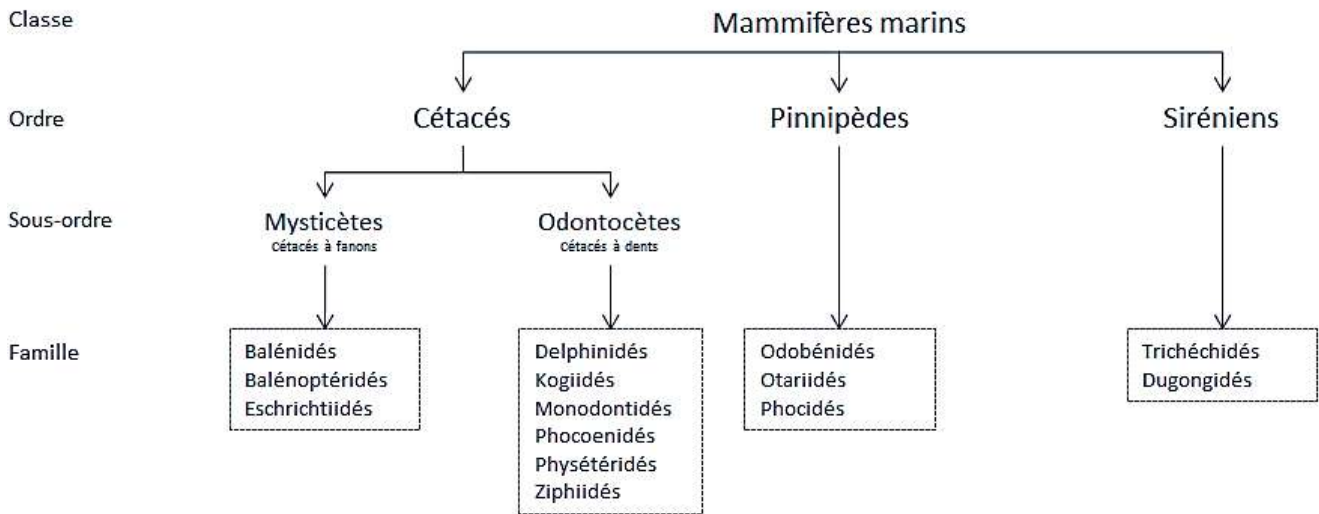 Classe
Mammifères marins
Ordre
Cétacés
Pinnipèdes
Siréniens
Sous-ordre
Mysticètes
Cétacé à fanons
Odontocètes
Cétacés à dents
Famille
Balénidés
Balénoptéridés
Eschrichtiidés
Delphinidés
Kogiidés
Monodontidés
Phocoenidés
Physétéridés
Ziphiidés
Odobénidés
Otariidés
Phocidés
Trichéchidés
Dugongidés